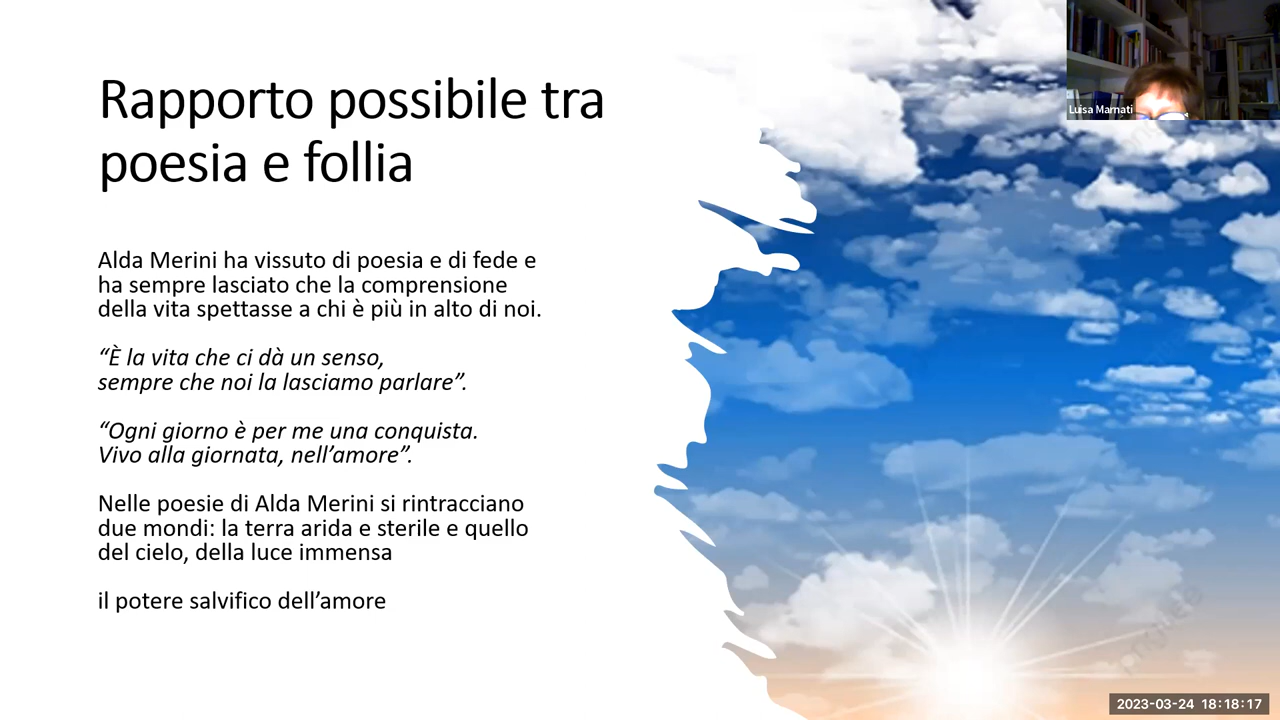 Rapporto possibile tra
poesia e follia
Alda Merini ha vissuto di poesia e di fede e
ha sempre lasciato che la comprensione
della vita spettasse a chi è più in alto di noi.
“È la vita che ci dà un senso,
sempre che noi la lasciamo parlare”.
“Ogni giorno è per me una conquista.
Vivo alla giornata, nell’amore”.
Nelle poesie di Alda Merini si rintracciano
due mondi: la terra arida e sterile e quello
del cielo, della luce immensa
il potere salvifico dell’amore
Luisa Marnati
2023-03-24 18:18:17